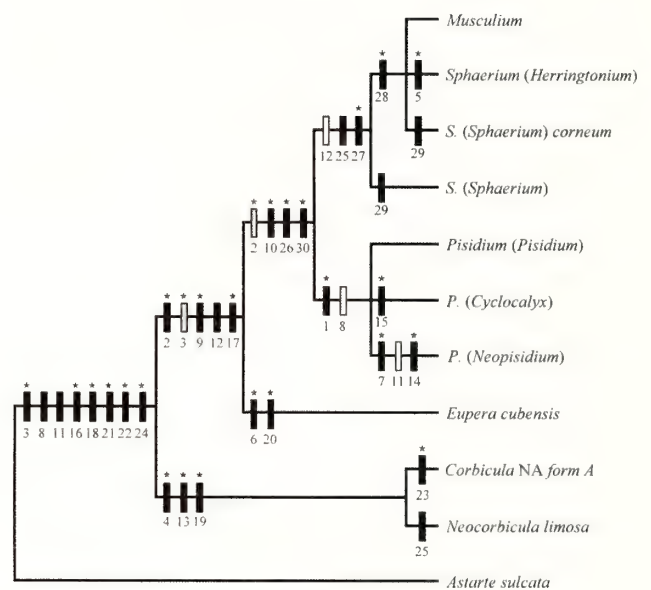 Musculium
*
*
Sphaerium (Herringtonium)
28
5
*
12 25 27
S. (Sphaerium) corneum
29
S. (Sphaerium)
29
* * * *
2 10 26 30
Pisidium (Pisidium)
*
1 8
P. (Cyclocalyx)
15
* * * *
2 3 9 12 17
* *
P. (Neopisidium)
7 11 14
* * * * * *
3 8 11 16 18 21 22 24
* *
Eupera cubensis
6 20
*
Corbicula NA form A
23
* * *
4 13 19
Neocorbicula limosa
25
Astarte sulcata